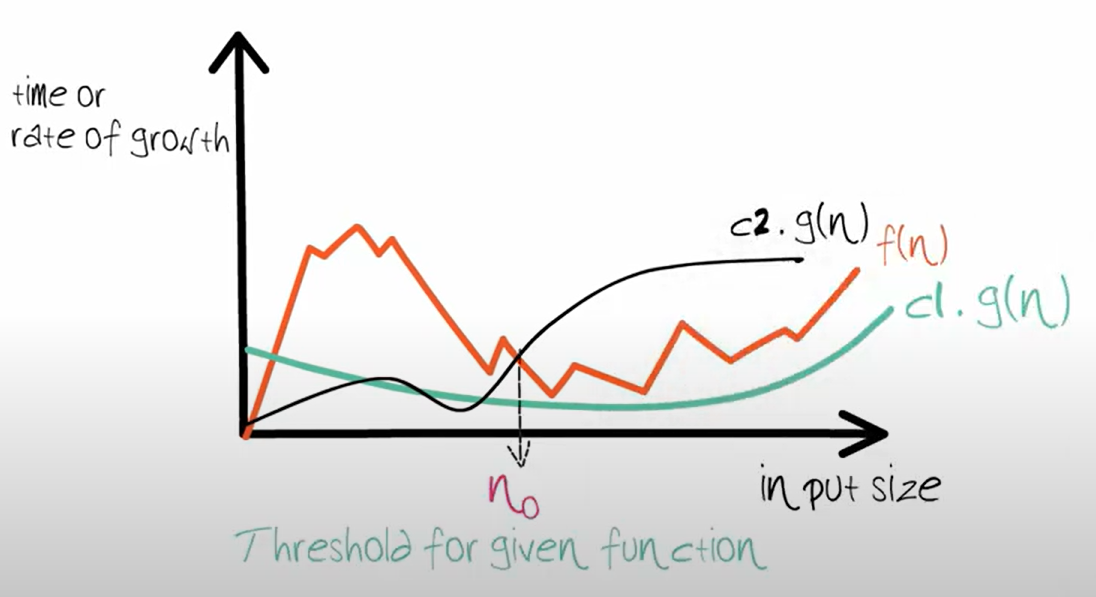 time or
rate of growth
c2. g(n)
f(n)
c1. g(n)
n0
input size
Threshold for given function